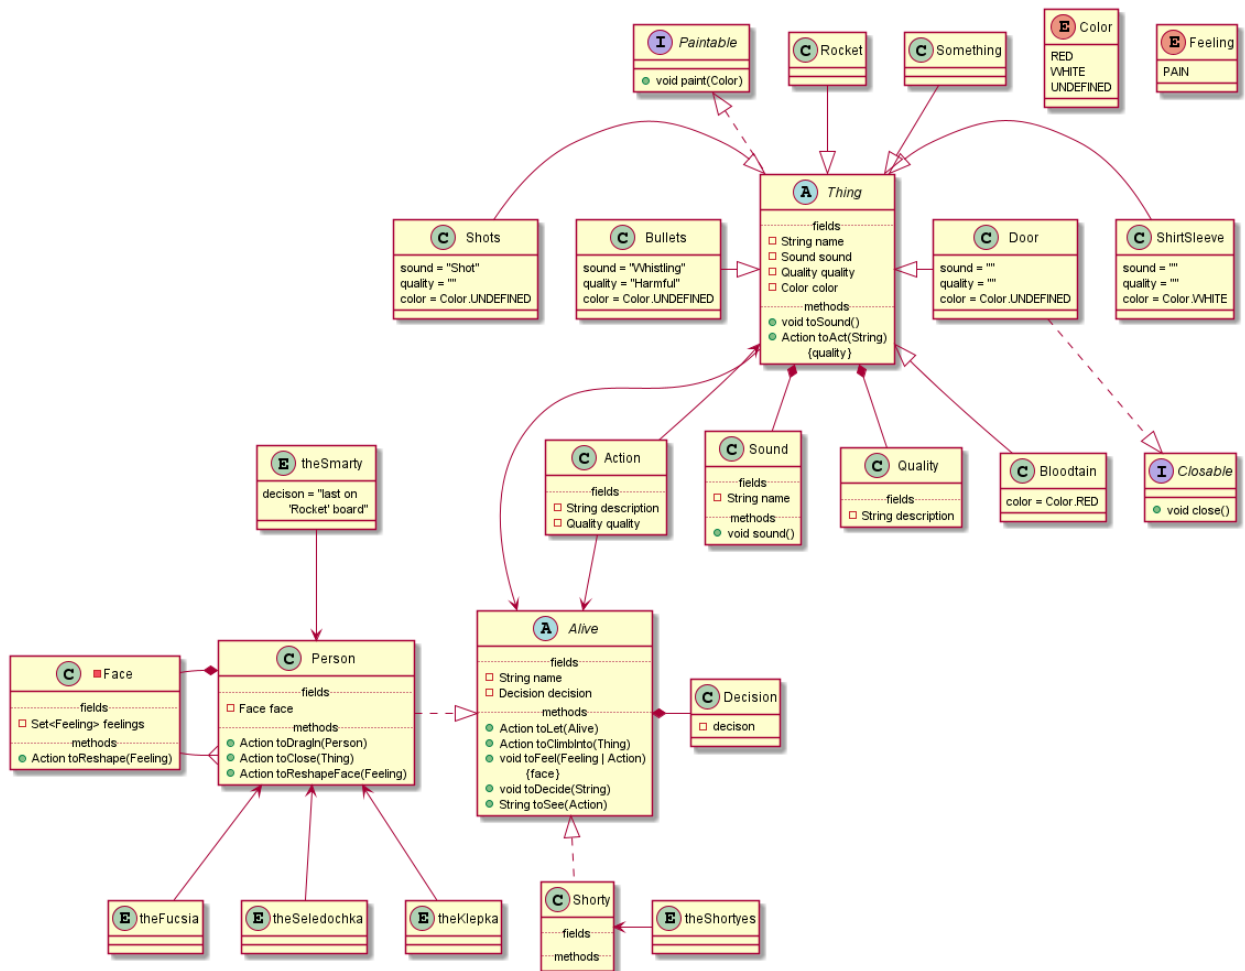 I Paintable
void paint(Color)
C Rocket
C Something
E Color
RED
WHITE
UNDEFINED
E Feeling
PAIN
A Thing
fields
String name
Sound sound
Quality quality
Color color
methods
void toSound()
Action toAct(String)
{quality}
C Shots
sound = "Shot"
quality = ""
color = Color.UNDEFINED
C Bullets
sound = "Whistling"
quality = "Harmful"
color = Color.UNDEFINED
C Door
sound = ""
quality = ""
color = Color.UNDEFINED
C ShirtSleeve
sound = ""
quality = ""
color = Color.WHITE
E theSmarty
decison = "last on
'Rocket' board"
C Action
fields
String description
Quality quality
C Sound
fields
String name
methods
void sound()
C Quality
fields
String description
C Bloodtain
color = Color.RED
I Closable
void close()
C Face
fields
Set<Feeling> feelings
methods
Action toReshape(Feeling)
C Person
fields
Face face
methods
Action toDragIn(Person)
Action toClose(Thing)
Action toReshapeFace(Feeling)
A Alive
fields
String name
Decision decision
methods
Action toLet(Alive)
Action toClimbInto(Thing)
void toFeel(Feeling | Action)
{face}
void toDecide(String)
String toSee(Action)
C Decision
decison
E theFucsia
E theSeledochka
E theKlepka
C Shorty
fields
methods
E theShortyes